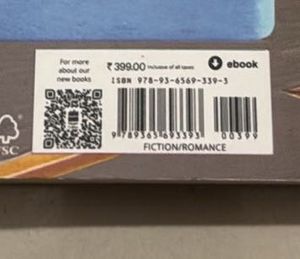 For more
about our
new books
₹ 399.00 Inclusive of all taxes
ebook
ISBN 978-93-6569-339-3
9 789365 693393
00399
FICTION/ROMANCE
FSC